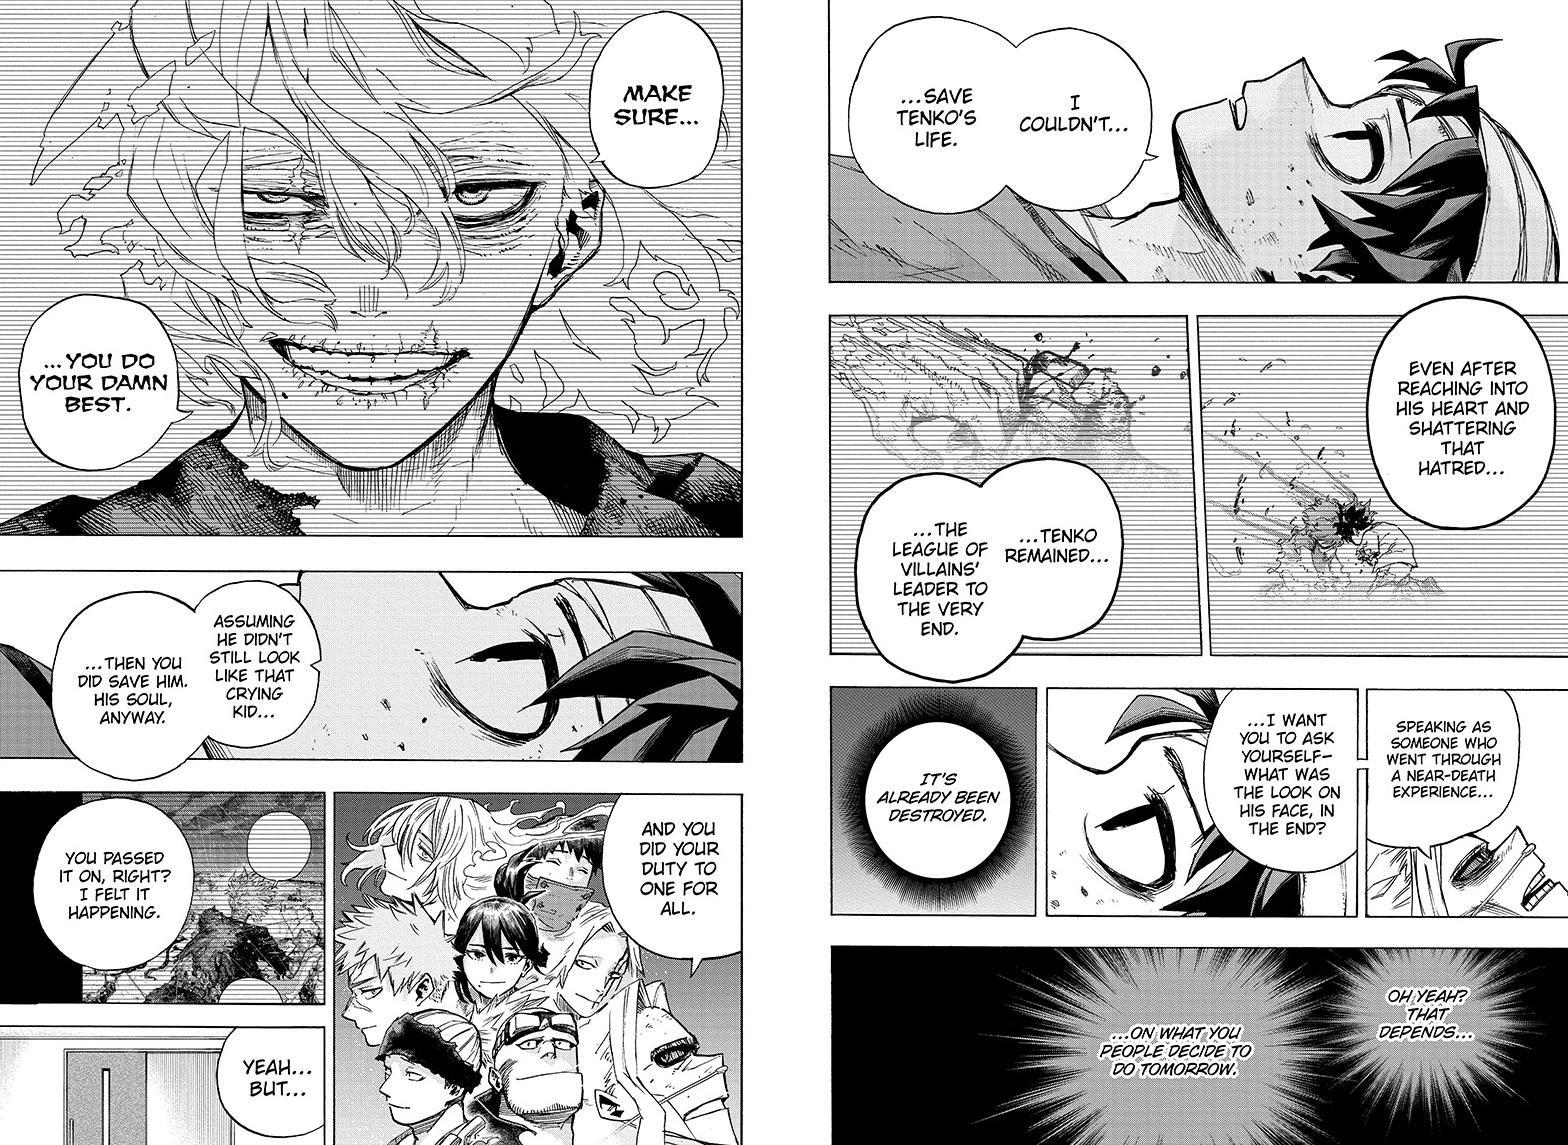 I
COULDN'T...
...SAVE
TENKO'S
LIFE.
EVEN AFTER
REACHING INTO
HIS HEART AND
SHATTERING
THAT
HATRED...
...TENKO
REMAINED...
...THE
LEAGUE OF
VILLAINS'
LEADER TO
THE VERY
END.
SPEAKING AS
SOMEONE WHO
WENT THROUGH
A NEAR-DEATH
EXPERIENCE...
...I WANT
YOU TO ASK
YOURSELF—
WHAT WAS
THE LOOK ON
HIS FACE, IN
THE END?
IT'S
ALREADY BEEN
DESTROYED.
OH YEAH?
THAT
DEPENDS...
...ON WHAT YOU
PEOPLE DECIDE TO
DO TOMORROW.
MAKE
SURE...
...YOU DO
YOUR DAMN
BEST.
ASSUMING
HE DIDN'T
STILL LOOK
LIKE THAT
CRYING
KID...
...THEN YOU
DID SAVE HIM.
HIS SOUL,
ANYWAY.
AND YOU
DID YOUR
DUTY TO
ONE FOR
ALL.
YOU PASSED
IT ON, RIGHT?
I FELT IT
HAPPENING.
YEAH...
BUT...